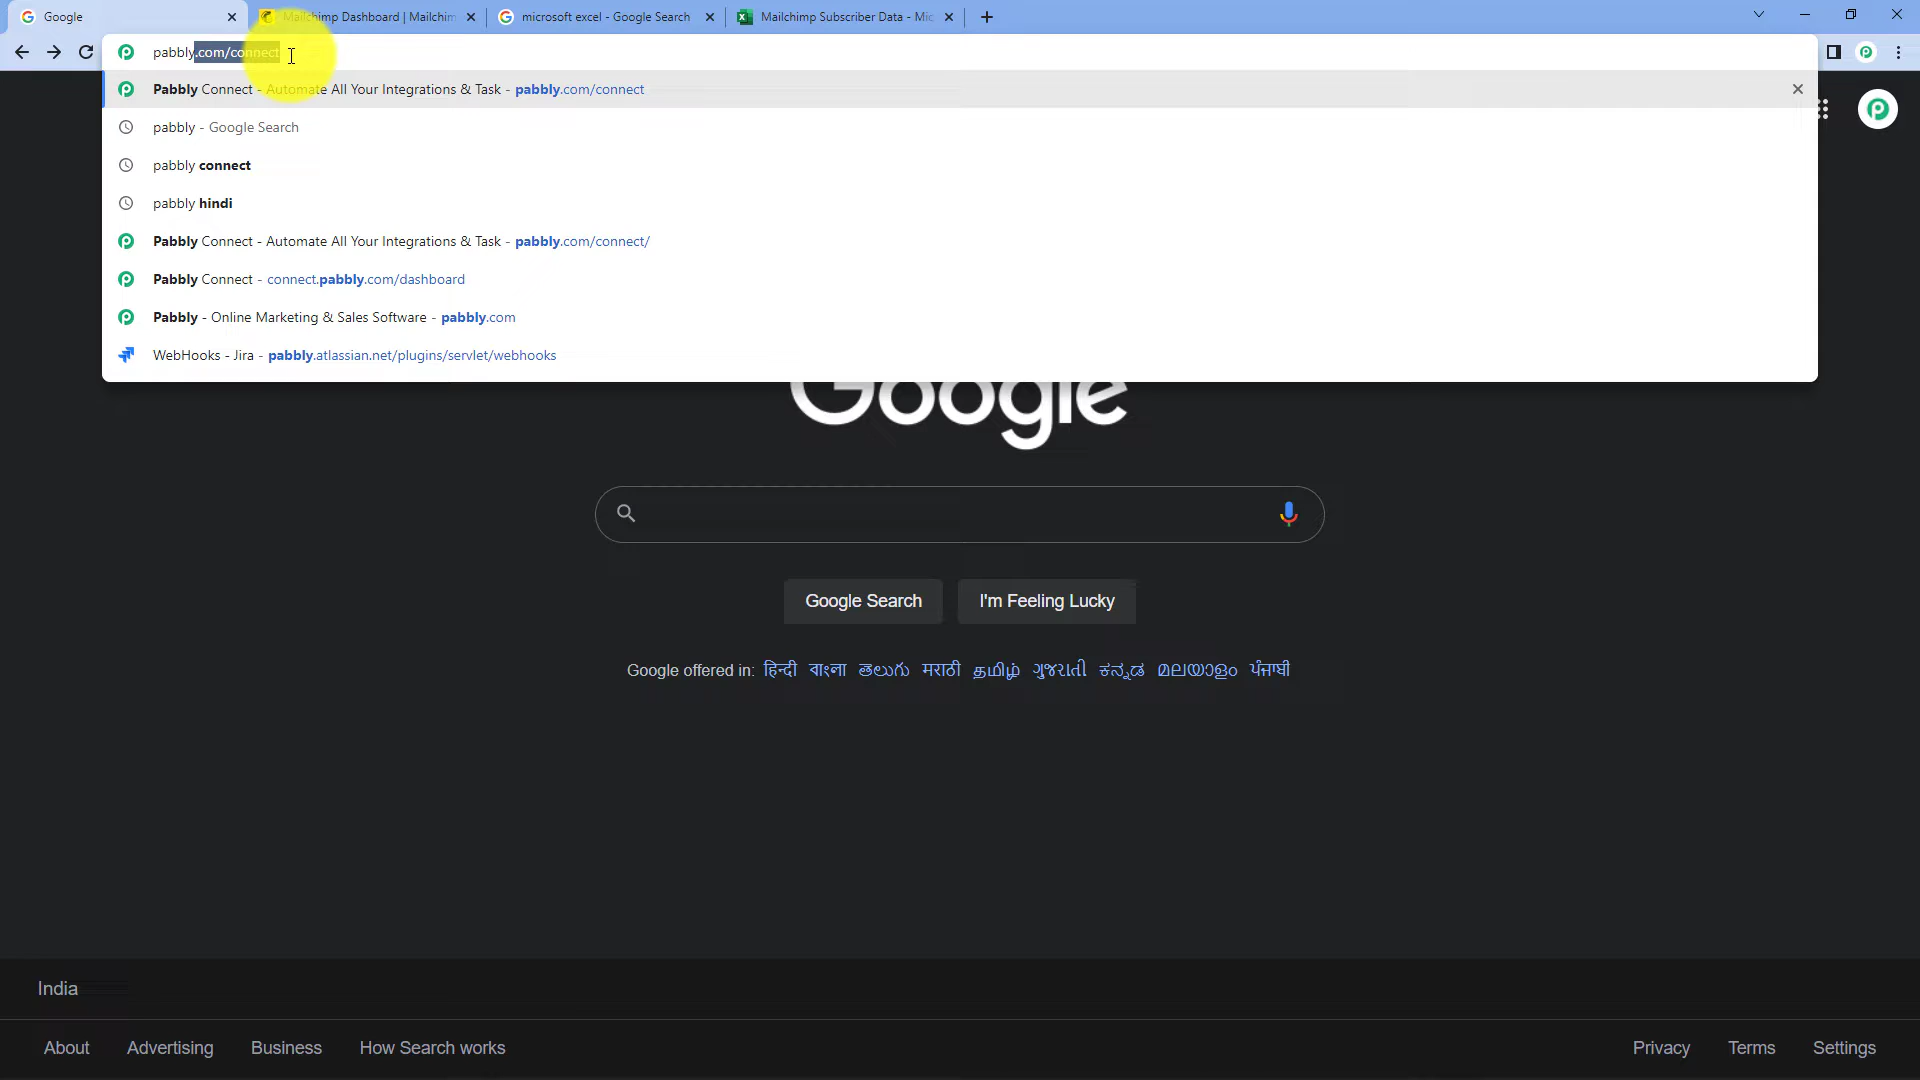 Google
Mailchimp Dashboard | Mailchim
microsoft excel - Google Search
Mailchimp Subscriber Data - Mic
pabbly.com/connect
Pabbly Connect - Automate All Your Integrations & Task - pabbly.com/connect
pabbly - Google Search
pabbly connect
pabbly hindi
Pabbly Connect - Automate All Your Integrations & Task - pabbly.com/connect/
Pabbly Connect - connect.pabbly.com/dashboard
Pabbly - Online Marketing & Sales Software - pabbly.com
WebHooks - Jira - pabbly.atlassian.net/plugins/servlet/webhooks
Google
Google Search
I'm Feeling Lucky
Google offered in: हिन्दी বাংলা తెలుగు मराठी தமிழ் ગુજરાતી ಕನ್ನಡ മലയാളം ਪੰਜਾਬੀ
India
About Advertising Business How Search works
Privacy Terms Settings